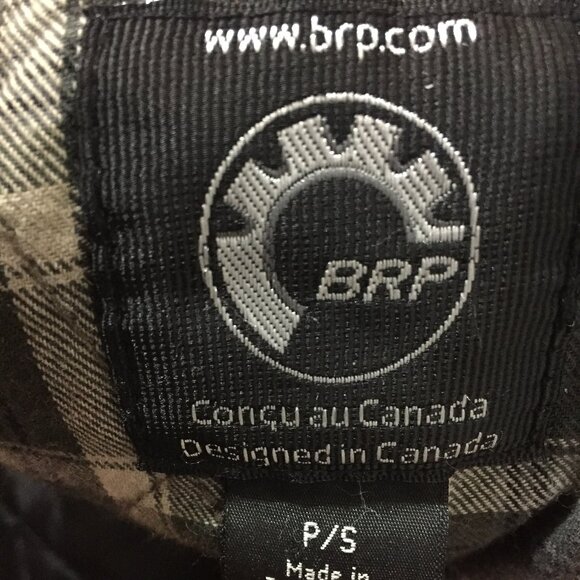 www.brp.com
BRP
Conçu au Canada
Designed in Canada
P/S
Made in